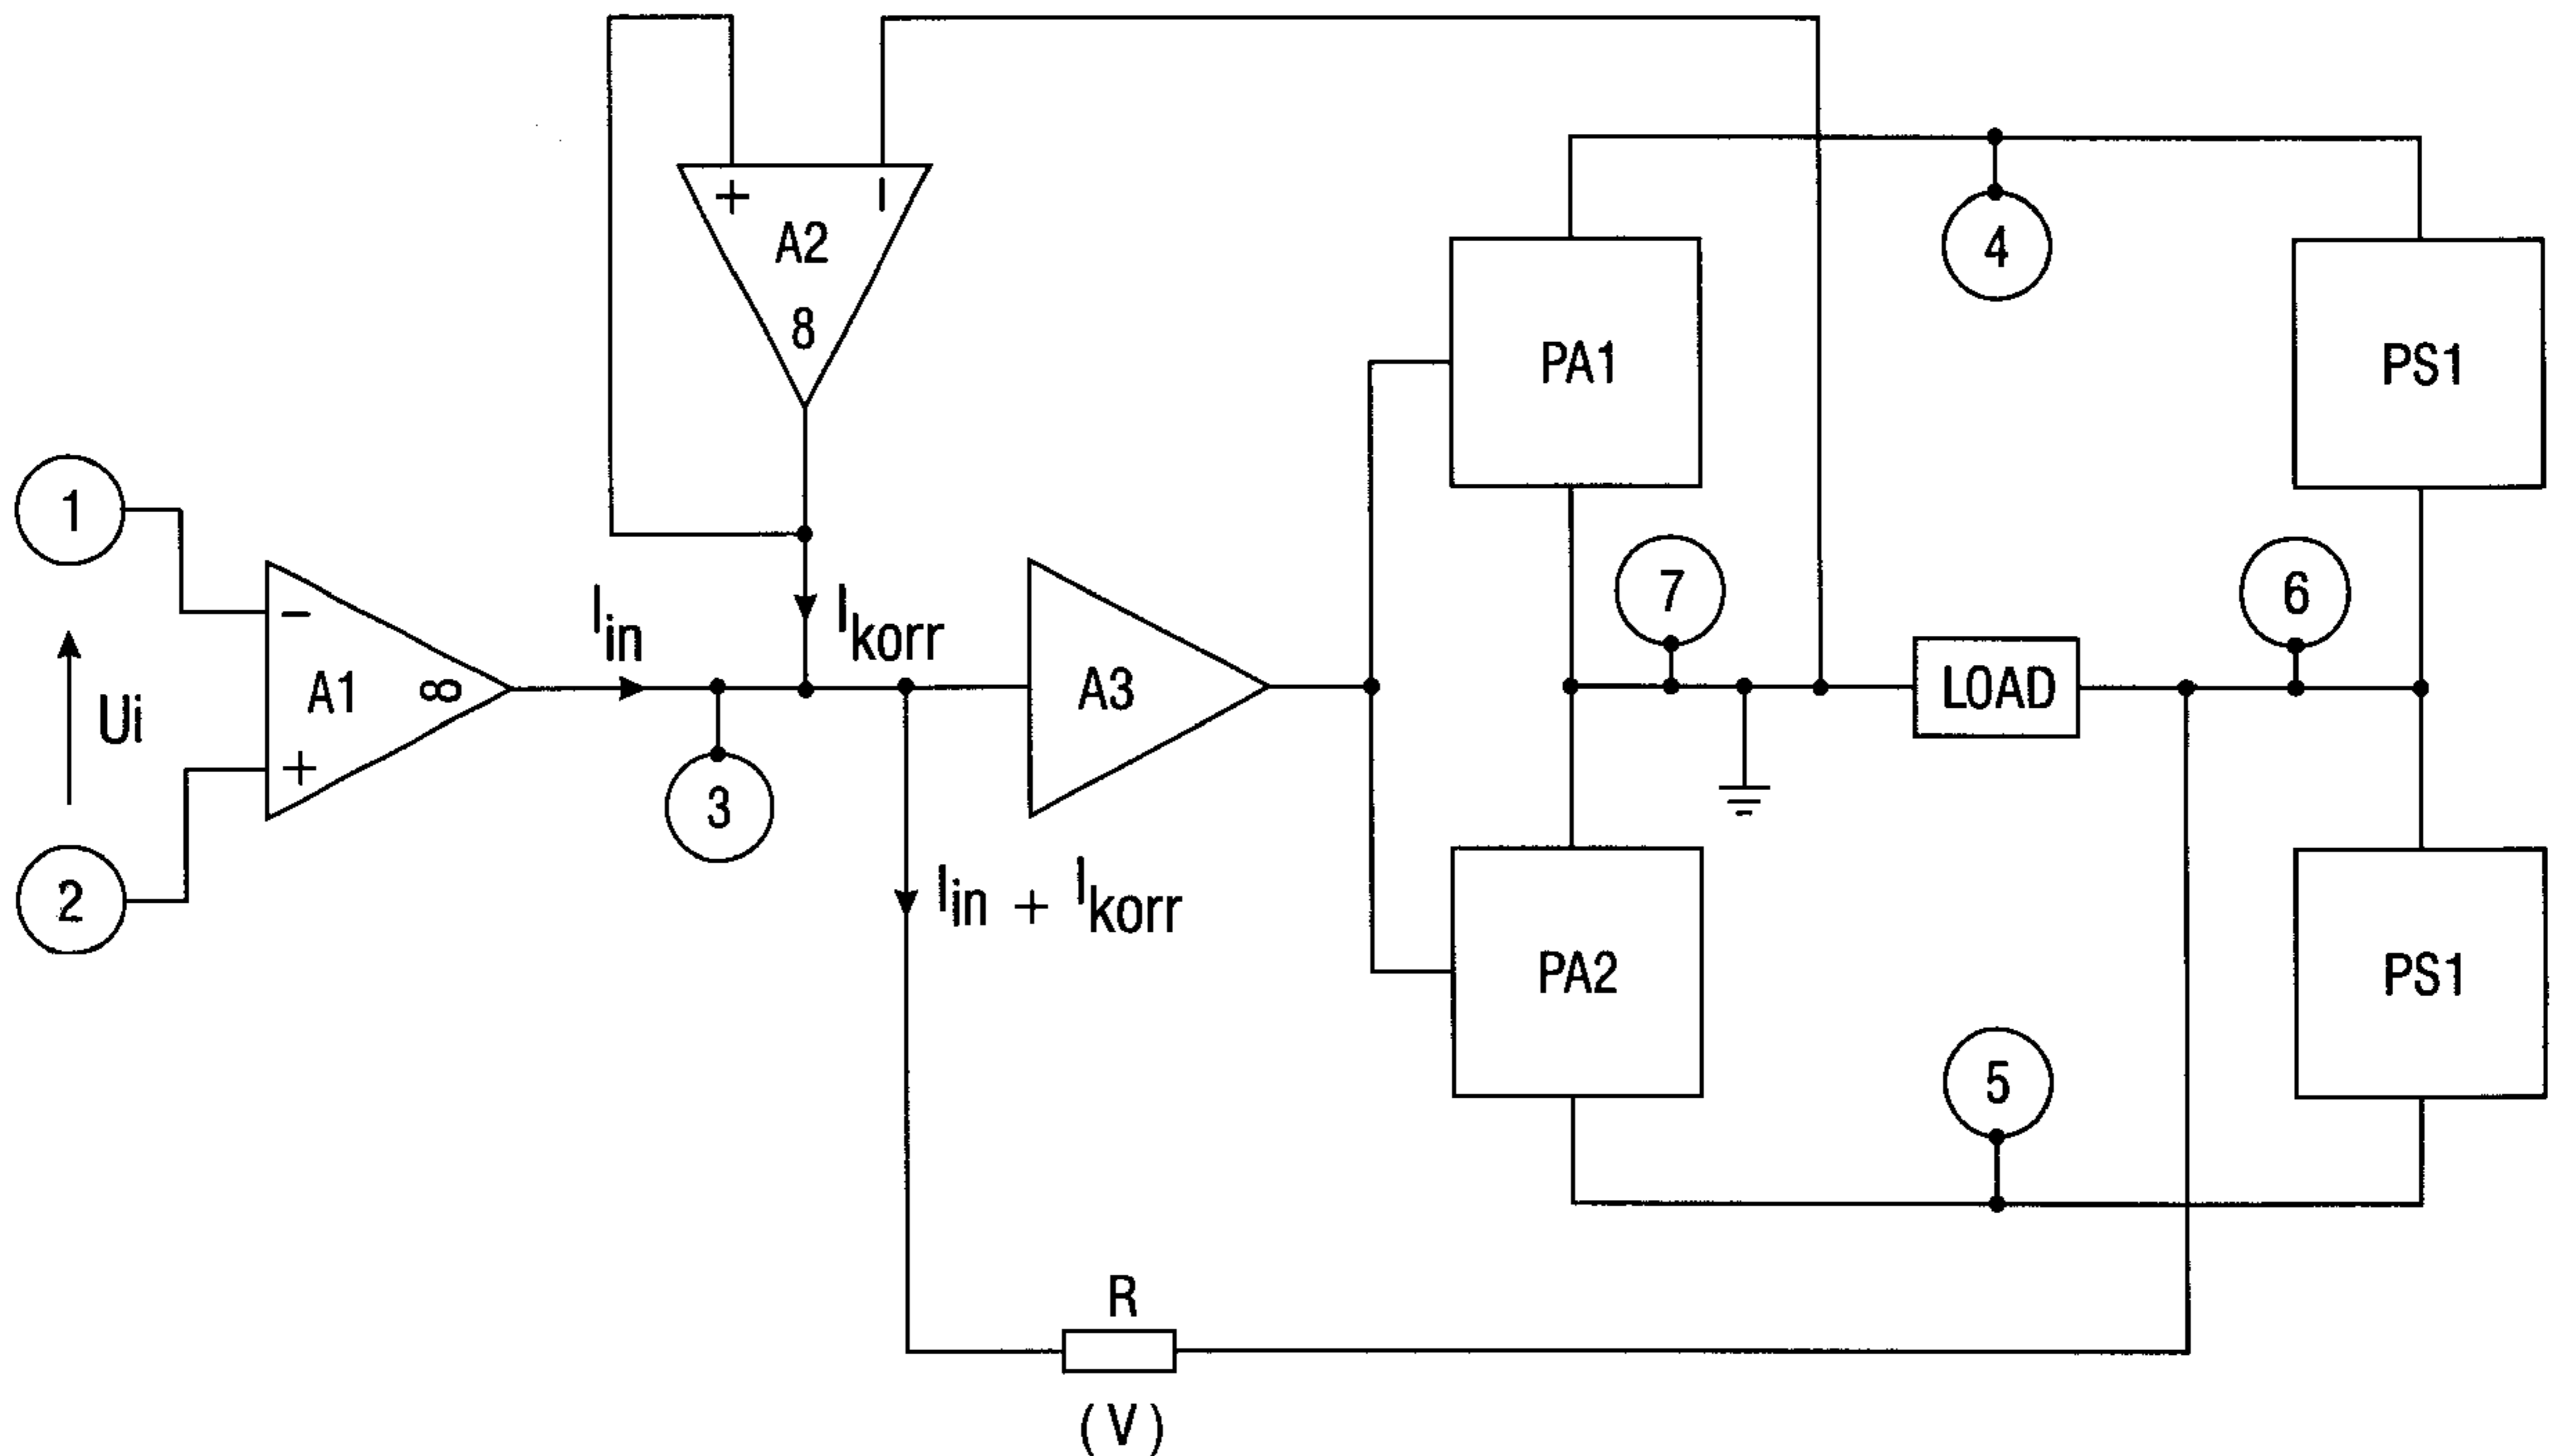 + −
A2
8
4
PA1
PS1
1
−
A1
8
+
Ui
2
Iin
Ikorr
3
A3
7
LOAD
6
Iin + Ikorr
PA2
PS1
5
R
(V)